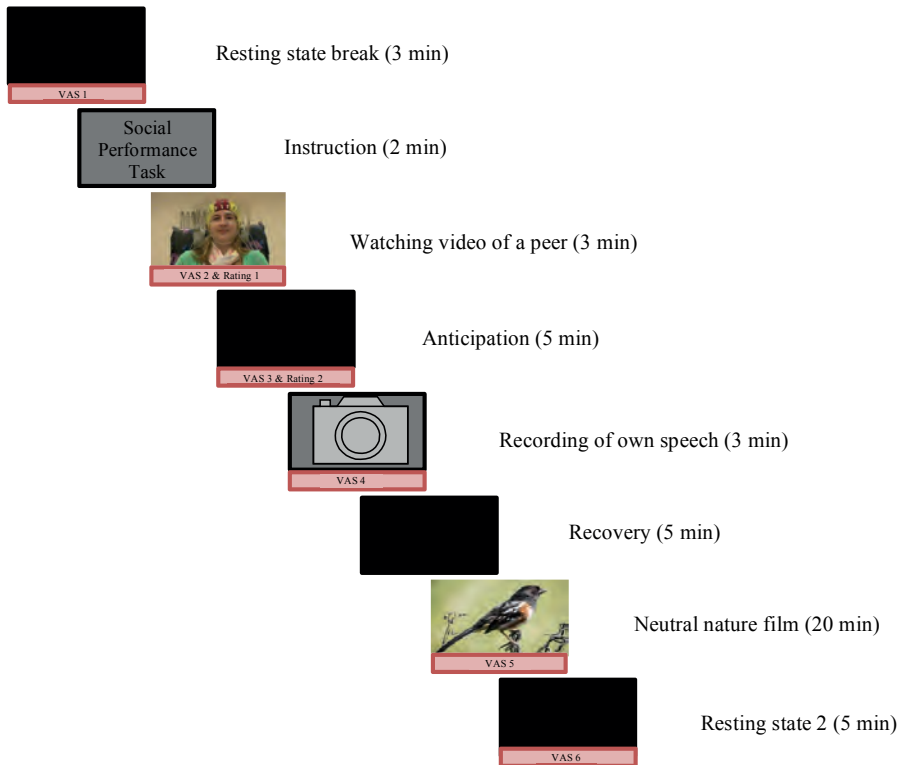 Resting state break (3 min)
VAS 1
Social
Performance
Task
Instruction (2 min)
Watching video of a peer (3 min)
VAS 2 & Rating 1
Anticipation (5 min)
VAS 3 & Rating 2
Recording of own speech (3 min)
VAS 4
Recovery (5 min)
Neutral nature film (20 min)
VAS 5
Resting state 2 (5 min)
VAS 6